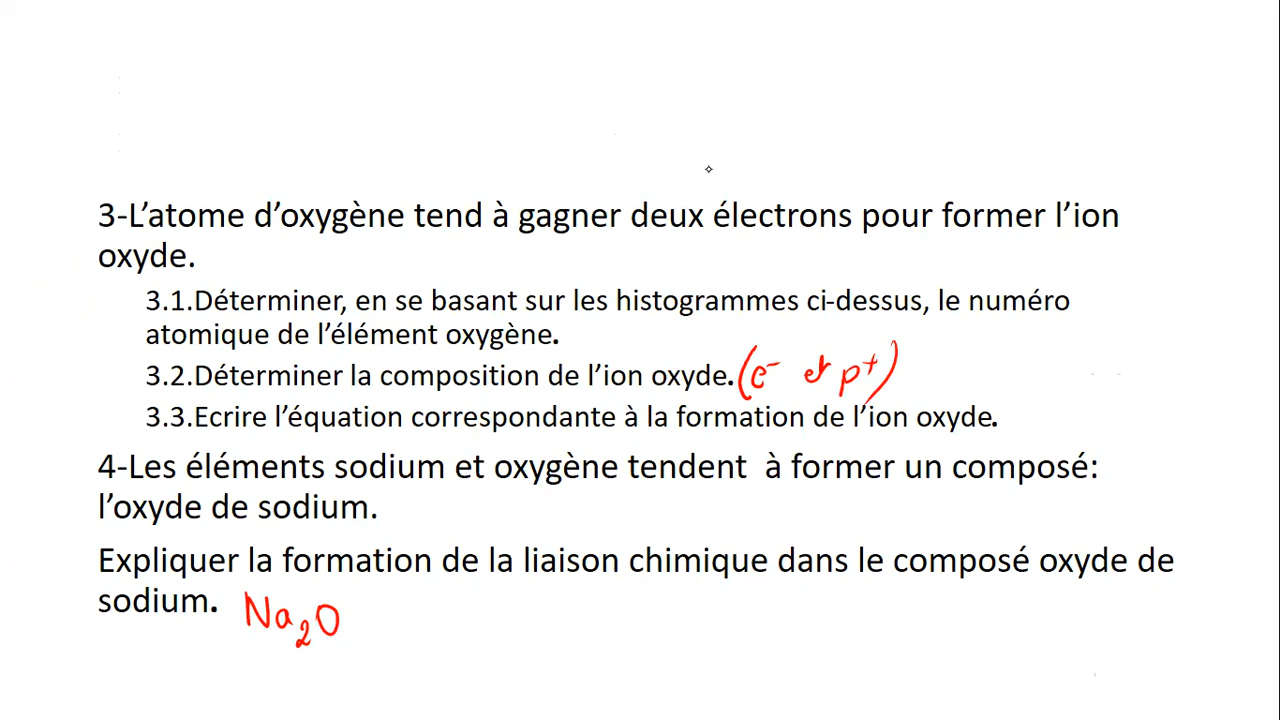 3-L’atome d’oxygène tend à gagner deux électrons pour former l’ion
oxyde.
3.1.Déterminer, en se basant sur les histogrammes ci-dessus, le numéro
atomique de l’élément oxygène.
3.2.Déterminer la composition de l’ion oxyde. (e⁻ et p⁺)
3.3.Ecrire l’équation correspondante à la formation de l’ion oxyde.
4-Les éléments sodium et oxygène tendent à former un composé:
l’oxyde de sodium.
Expliquer la formation de la liaison chimique dans le composé oxyde de
sodium. Na₂O